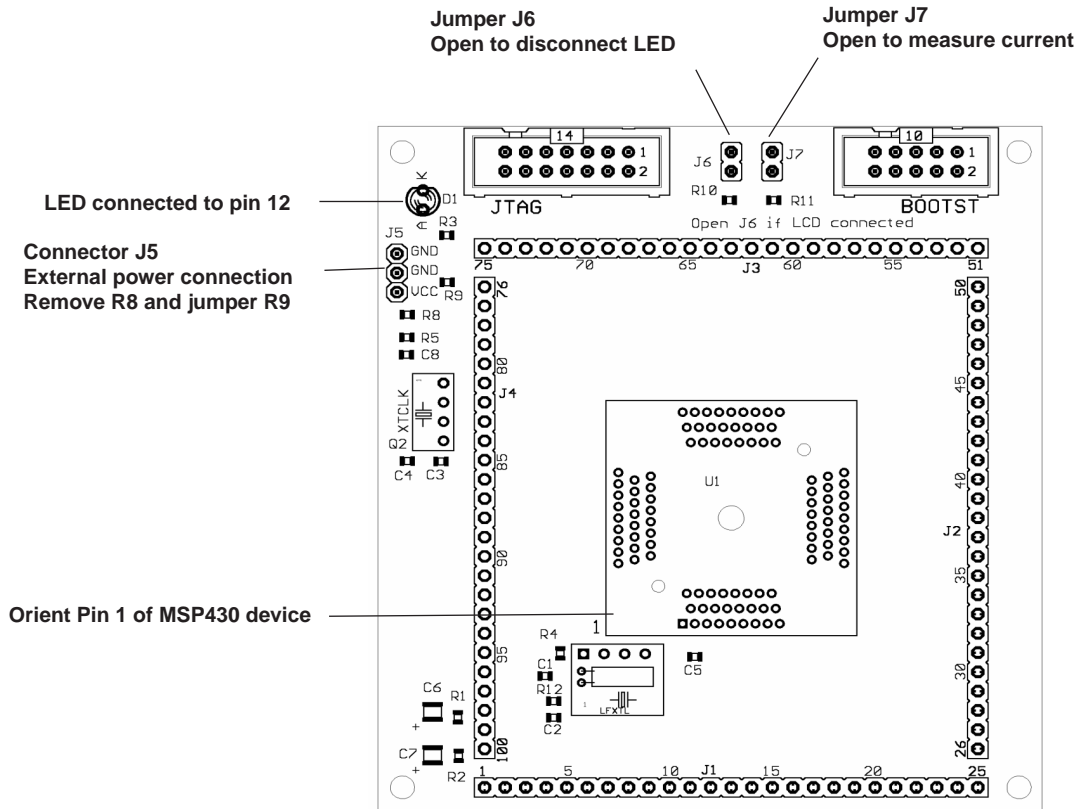 Jumper J6
Open to disconnect LED
Jumper J7
Open to measure current
14
10
1
2
J6
J7
1
2
K
D1
A
LED connected to pin 12
JTAG
R10
R11
BOOTST
Open J6 if LCD connected
R3
J5
GND
GND
VCC
Connector J5
External power connection
Remove R8 and jumper R9
R9
75
70
65
J3
60
55
51
76
50
R8
R5
C8
80
J4
45
1
XTCLK
Q2
C4
C3
85
U1
40
J2
90
35
Orient Pin 1 of MSP430 device
1
R4
95
C1
R12
C2
1
LFXTL
C5
30
C6
R1
+
C7
R2
+
100
26
1
5
10
J1
15
20
25